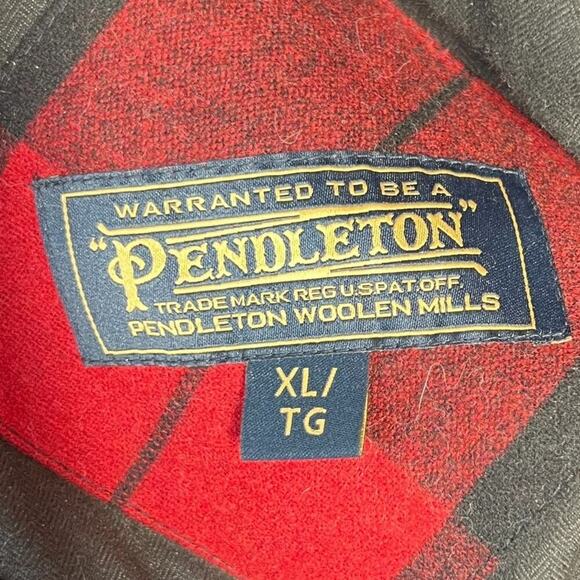 WARRANTED TO BE A
"PENDLETON"
TRADE MARK REG U.S.PAT.OFF.
PENDLETON WOOLEN MILLS
XL/
TG